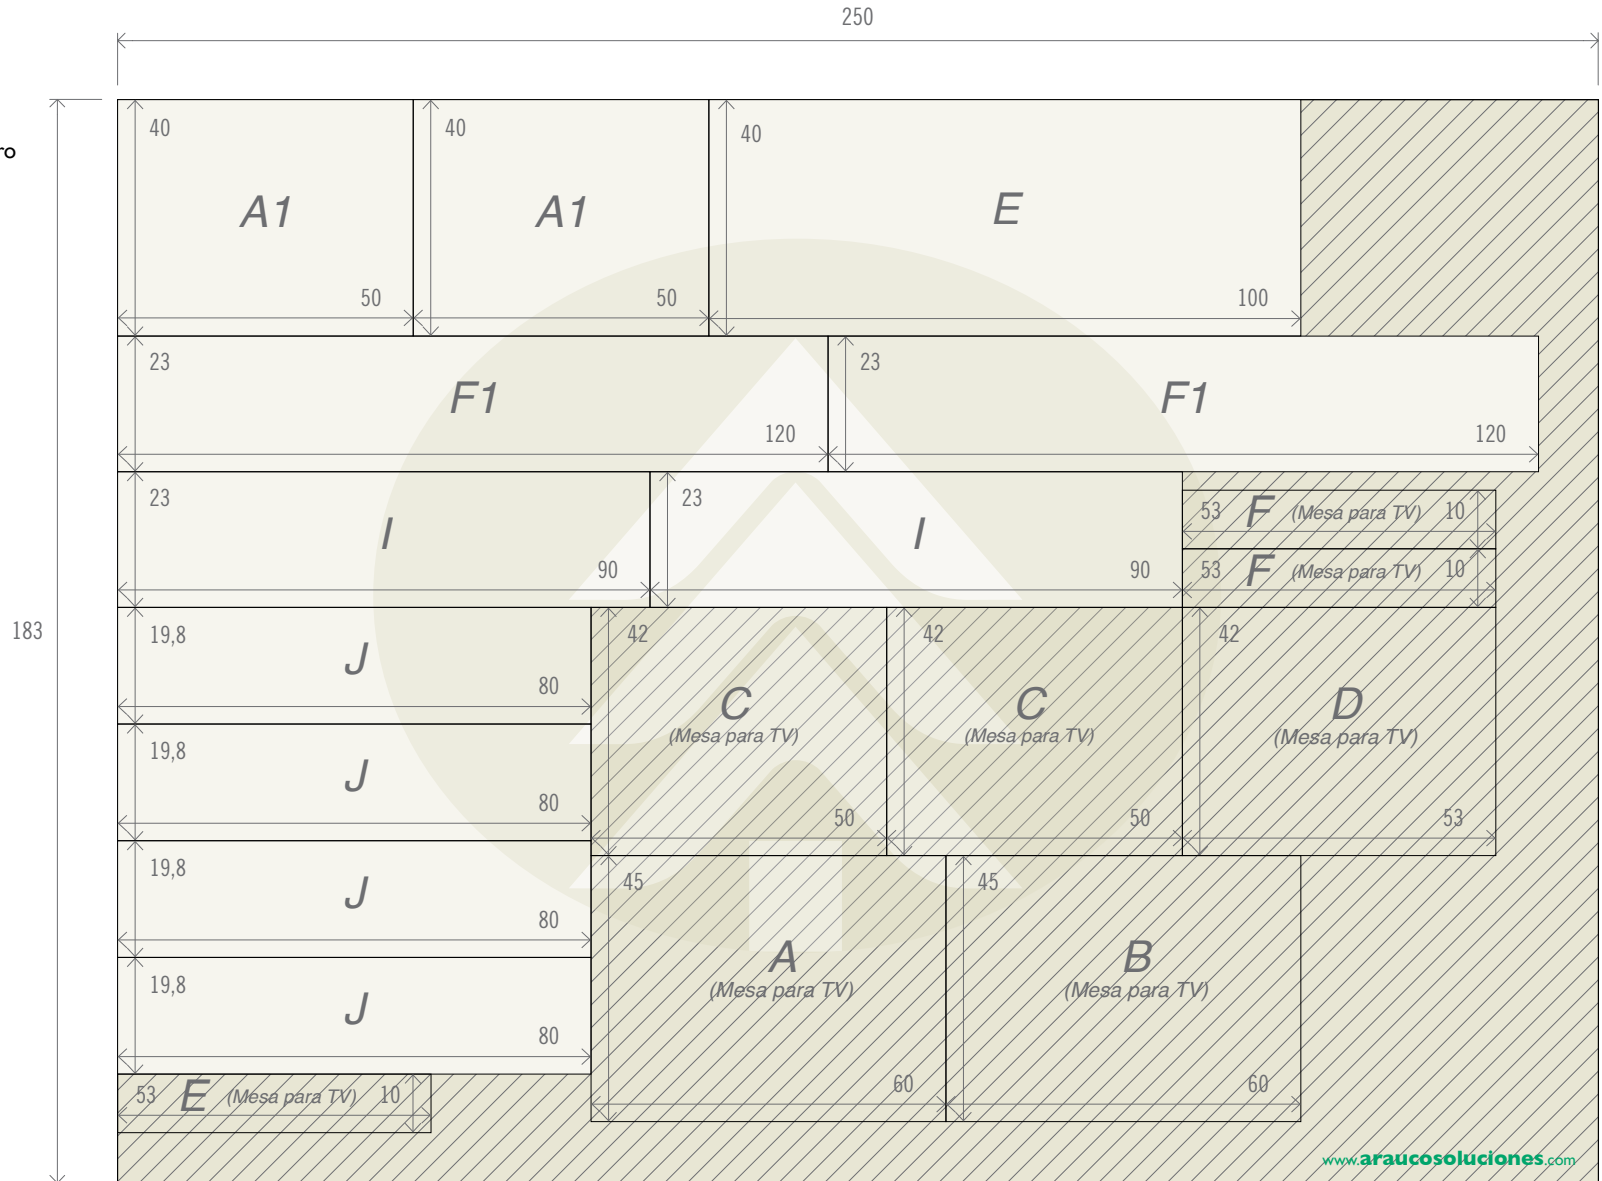 250
40
40
40
ro
A1
A1
E
50
50
100
23
23
F1
F1
120
120
23
23
53 F (Mesa para TV) 10
I
I
90
90
53 F (Mesa para TV) 10
183
19,8
42
42
42
J
80
C
(Mesa para TV)
C
(Mesa para TV)
D
(Mesa para TV)
19,8
J
80
50
50
53
19,8
45
45
J
80
A
(Mesa para TV)
B
(Mesa para TV)
19,8
J
80
60
60
53 E (Mesa para TV) 10
www.araucosoluciones.com